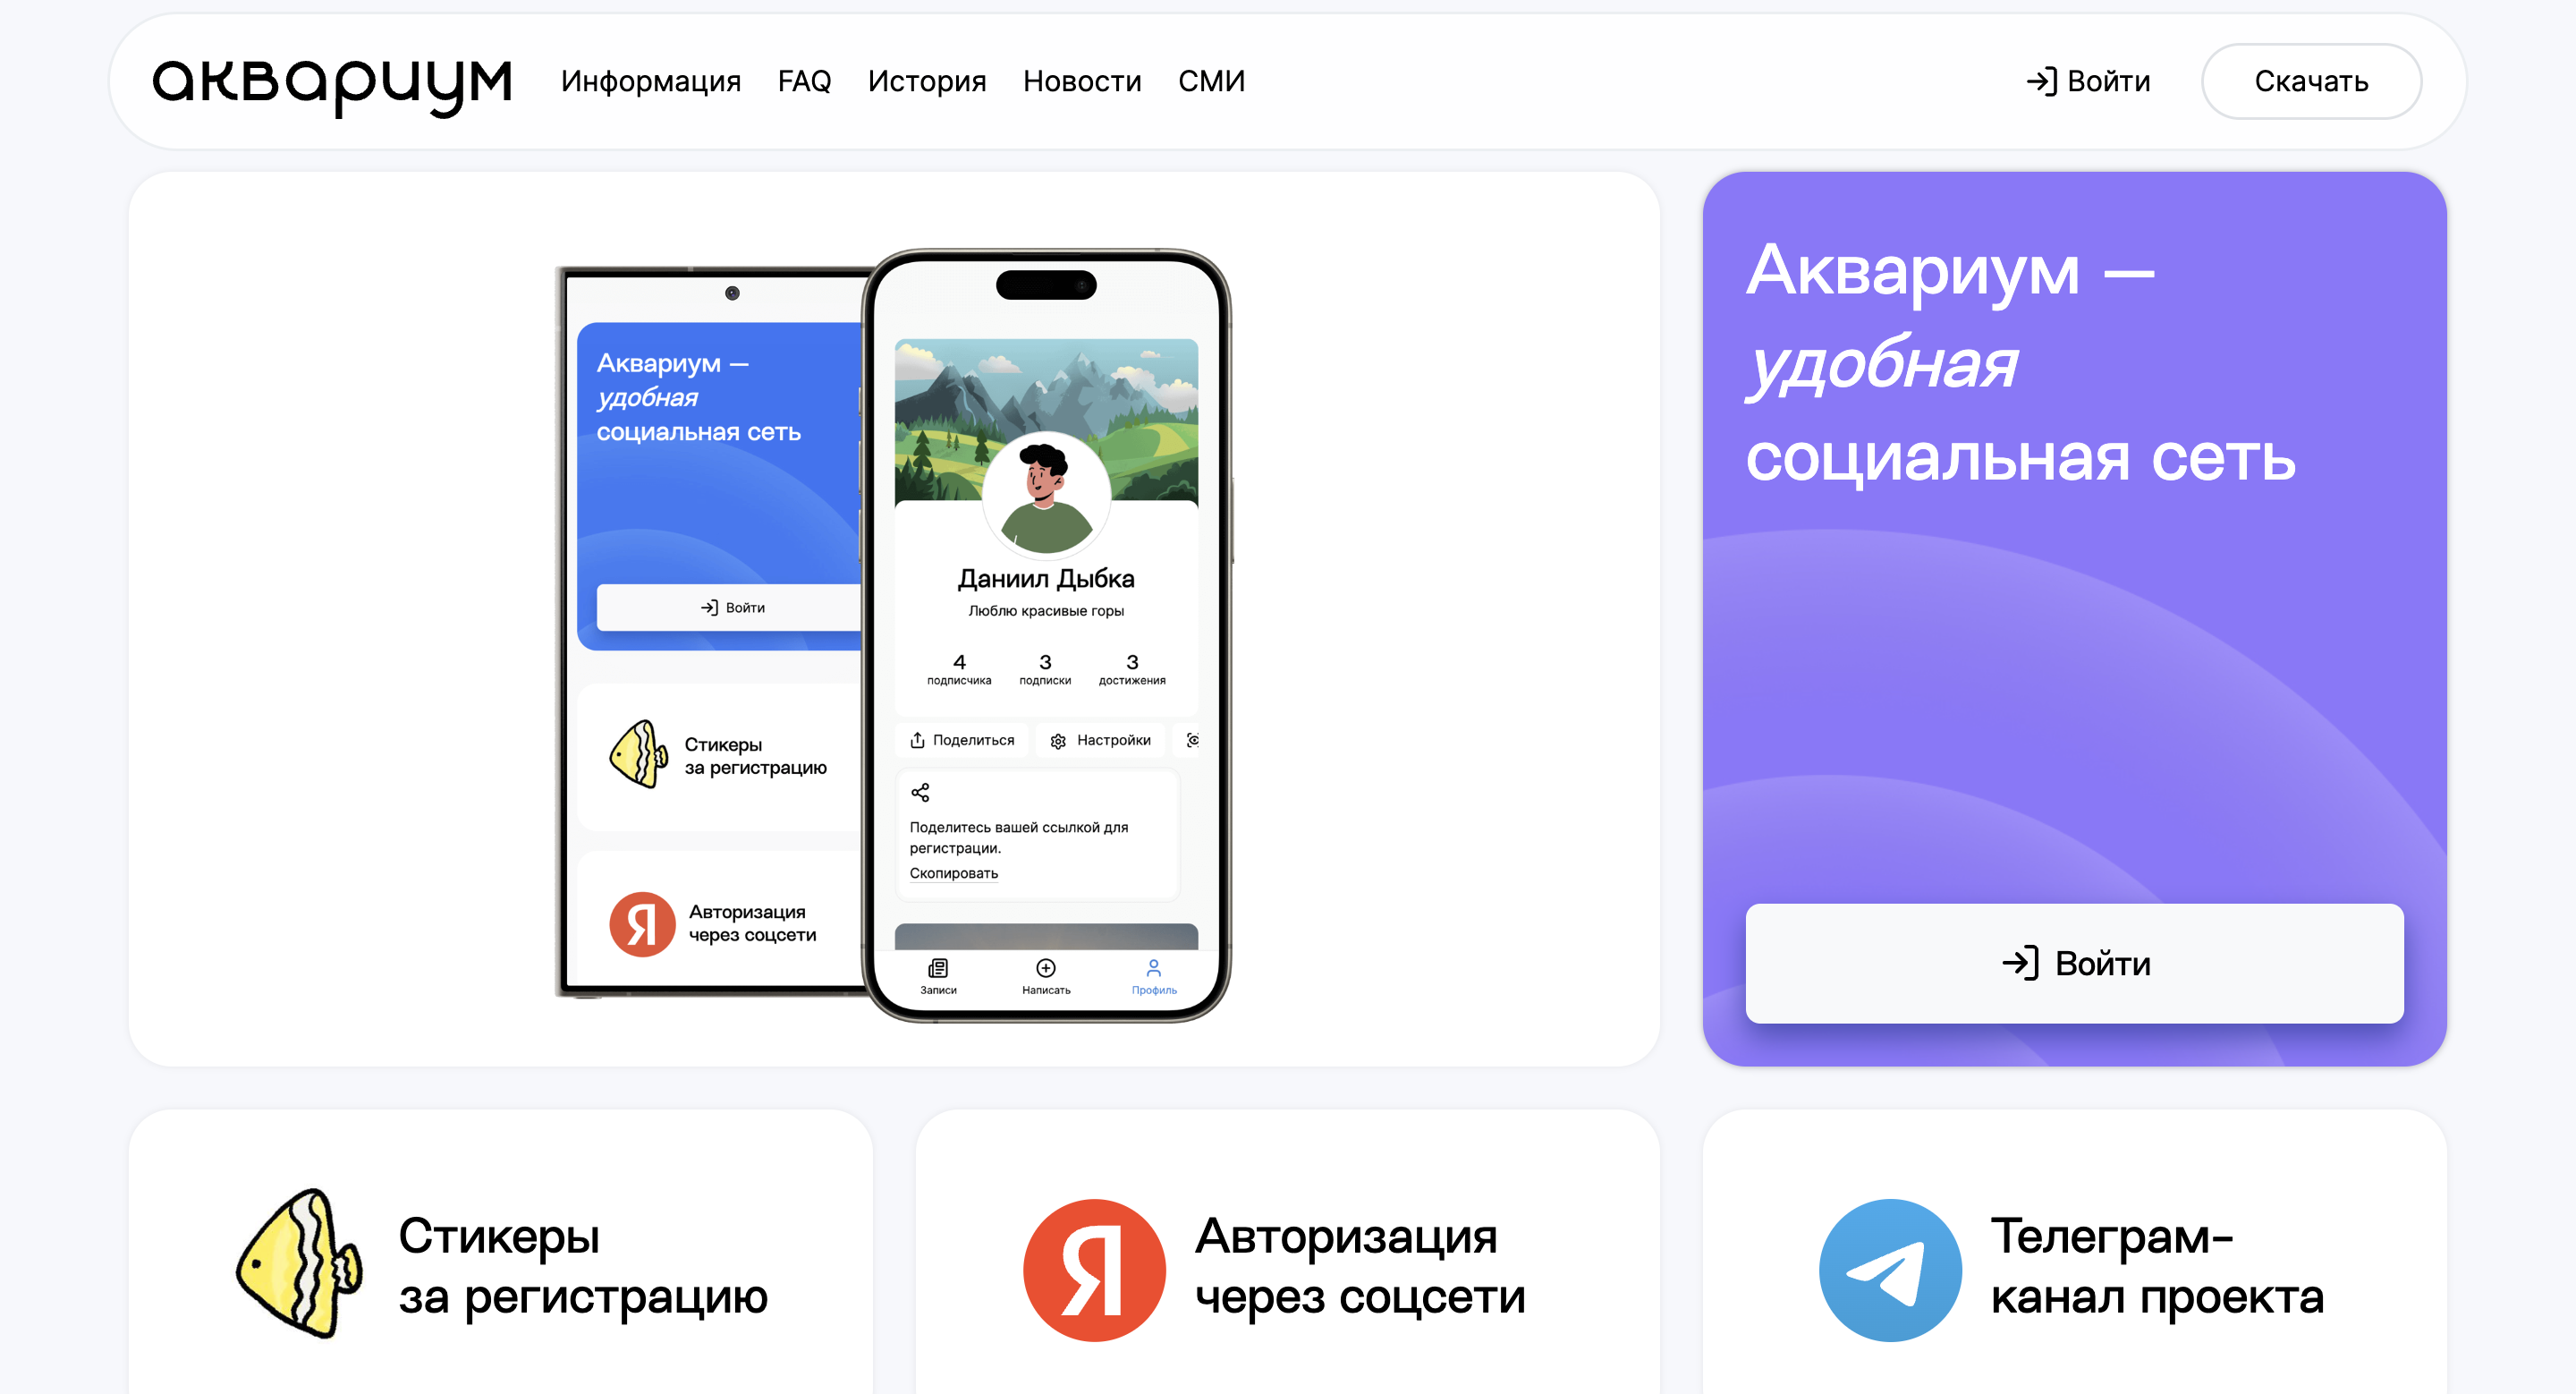 аквариум
Информация
FAQ
История
Новости
СМИ
Войти
Скачать
Аквариум —
удобная
социальная сеть
Войти
Стикеры
за регистрацию
Я
Авторизация
через соцсети
Даниил Дыбка
Люблю красивые горы
4
подписчика
3
подписки
3
достижения
Поделиться
Настройки
Поделитесь вашей ссылкой для
регистрации.
Скопировать
Записи
Написать
Профиль
Аквариум —
удобная
социальная сеть
Войти
Стикеры
за регистрацию
Я
Авторизация
через соцсети
Телеграм-
канал проекта